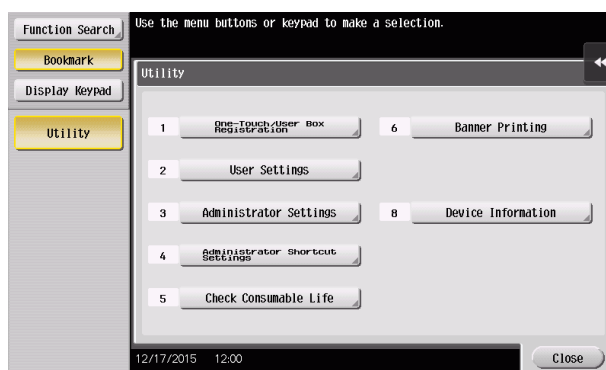 Use the menu buttons or keypad to make a selection.
Function Search
Bookmark
Display Keypad
Utility
Utility
1 One-Touch/User Box
Registration
6 Banner Printing
2 User Settings
3 Administrator Settings
8 Device Information
4 Administrator Shortcut
Settings
5 Check Consumable Life
12/17/2015 12:00
Close